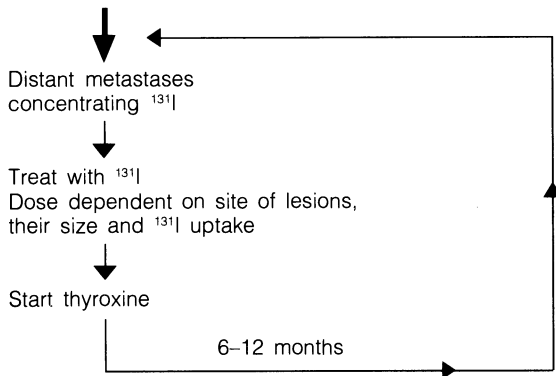 Distant metastases
concentrating ¹³¹I
Treat with ¹³¹I
Dose dependent on site of lesions,
their size and ¹³¹I uptake
Start thyroxine
6–12 months